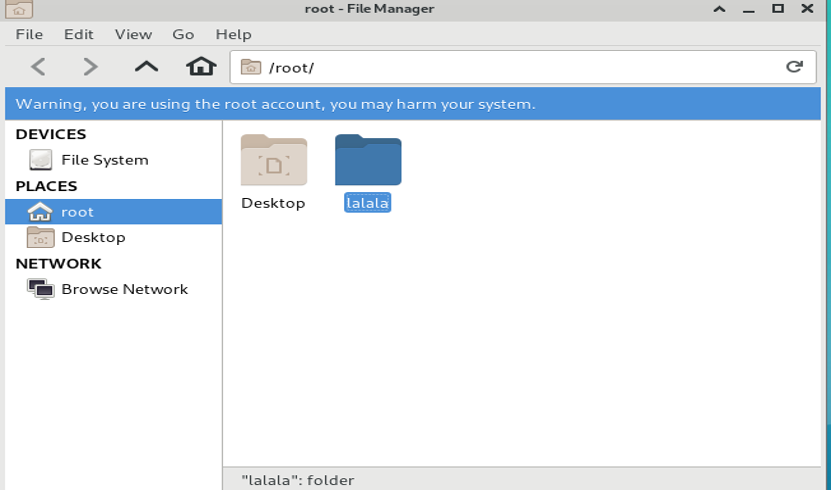 root - File Manager
File Edit View Go Help
/root/
Warning, you are using the root account, you may harm your system.
DEVICES
File System
PLACES
root
Desktop
NETWORK
Browse Network
Desktop
lalala
"lalala": folder